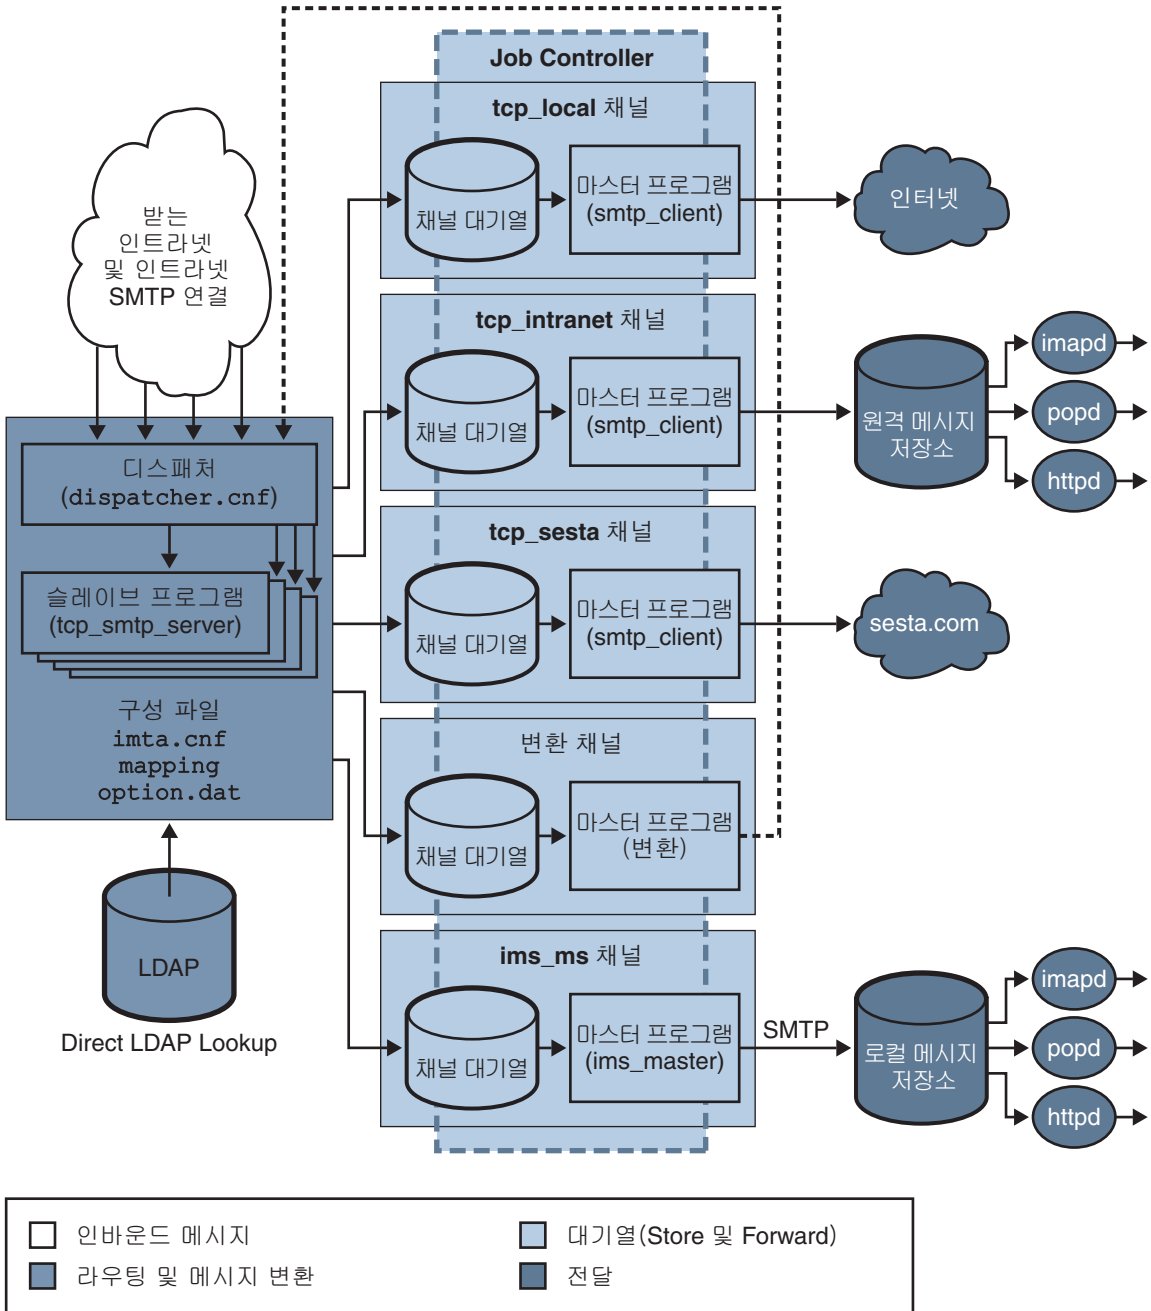 Job Controller
tcp_local 채널
채널 대기열
마스터 프로그램
(smtp_client)
인터넷
받는
인트라넷
및 인트라넷
SMTP 연결
tcp_intranet 채널
채널 대기열
마스터 프로그램
(smtp_client)
원격 메시지
저장소
imapd
popd
httpd
디스패처
(dispatcher.cnf)
슬레이브 프로그램
(tcp_smtp_server)
구성 파일
imta.cnf
mapping
option.dat
tcp_sesta 채널
채널 대기열
마스터 프로그램
(smtp_client)
sesta.com
변환 채널
채널 대기열
마스터 프로그램
(변환)
LDAP
Direct LDAP Lookup
ims_ms 채널
채널 대기열
마스터 프로그램
(ims_master)
SMTP
로컬 메시지
저장소
imapd
popd
httpd
인바운드 메시지
대기열(Store 및 Forward)
라우팅 및 메시지 변환
전달